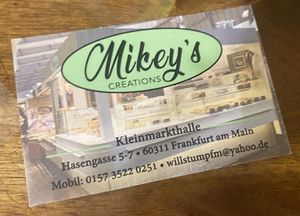 Mikey's
CREATIONS
Kleinmarkthalle
Hasengasse 5-7 • 60311 Frankfurt am Main
Mobil: 0157 3522 0251 • willstumpfm@yahoo.de